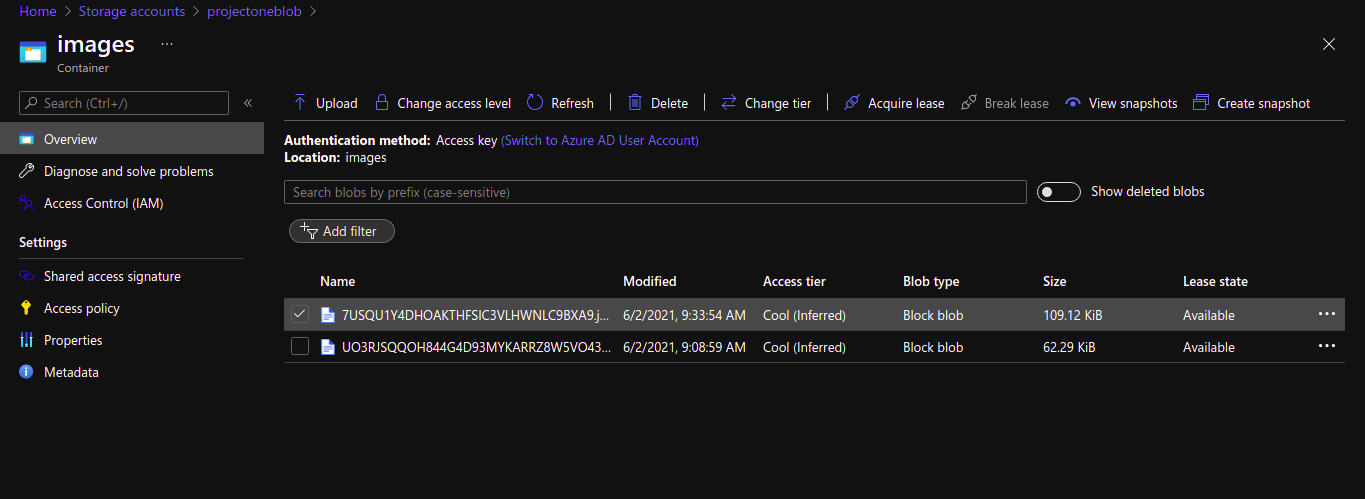 Home > Storage accounts > projectoneblob >
images ...
Container
Search (Ctrl+/) «
Overview
Diagnose and solve problems
Access Control (IAM)
Settings
Shared access signature
Access policy
Properties
Metadata
Upload Change access level Refresh | Delete | Change tier | Acquire lease Break lease View snapshots Create snapshot
Authentication method: Access key (Switch to Azure AD User Account)
Location: images
Search blobs by prefix (case-sensitive) Show deleted blobs
Add filter
Name Modified Access tier Blob type Size Lease state
7USQU1Y4DHOAKTHFSIC3VLHWNLC9BXA9.j... 6/2/2021, 9:33:54 AM Cool (Inferred) Block blob 109.12 KiB Available ...
UO3RJSQQOH844G4D93MYKARRZ8W5VO43... 6/2/2021, 9:08:59 AM Cool (Inferred) Block blob 62.29 KiB Available ...